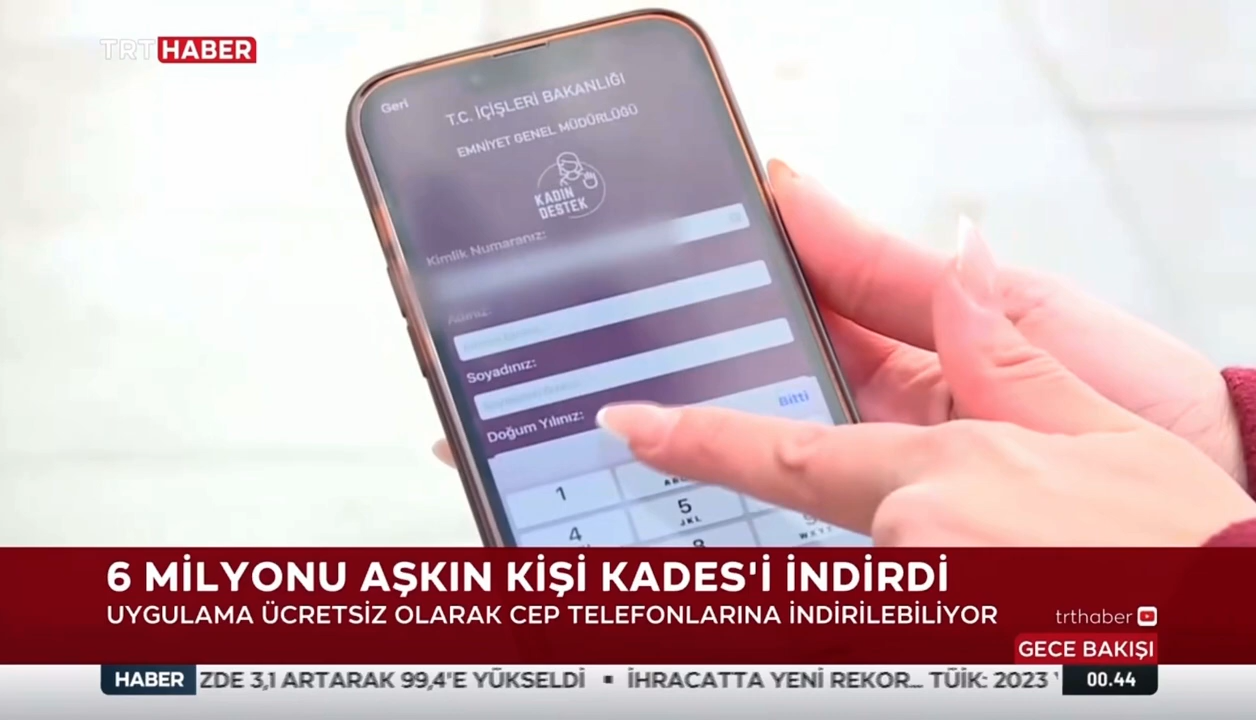 TRT HABER
Geri
T.C. İÇİŞLERİ BAKANLIĞI
EMNİYET GENEL MÜDÜRLÜĞÜ
KADIN
DESTEK
Kimlik Numaranız:
Adınız:
Soyadınız:
Doğum Yılınız:
Bitti
1
4
5
JKL
6 MİLYONU AŞKIN KİŞİ KADES'İ İNDİRDİ
UYGULAMA ÜCRETSİZ OLARAK CEP TELEFONLARINA İNDİRİLEBİLİYOR
trthaber
GECE BAKIŞI
HABER ZDE 3,1 ARTARAK 99,4'E YÜKSELDİ ▪ İHRACATTA YENİ REKOR... TÜİK: 2023
00.44